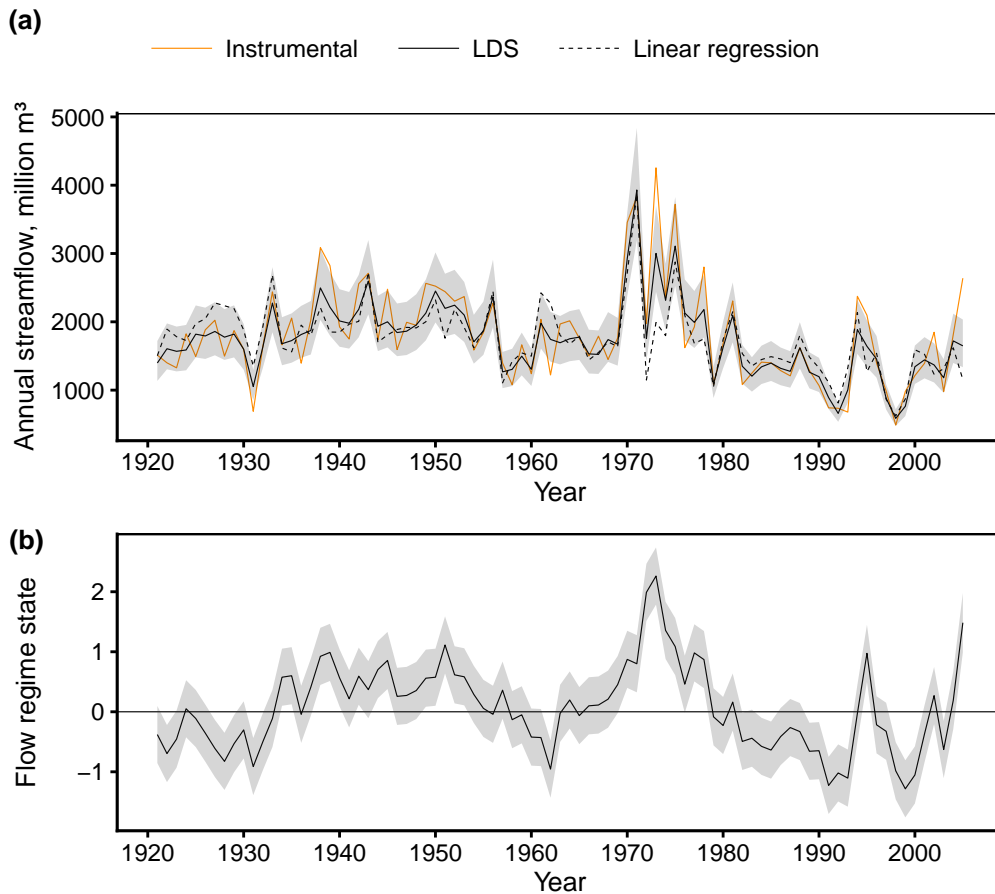 (a)
Instrumental LDS Linear regression
Annual streamflow, million m³
5000
4000
3000
2000
1000
1920 1930 1940 1950 1960 1970 1980 1990 2000
Year
(b)
Flow regime state
2
1
0
−1
1920 1930 1940 1950 1960 1970 1980 1990 2000
Year